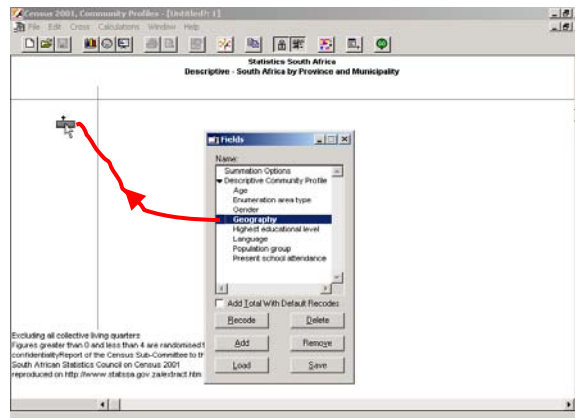 Census 2001, Community Profiles - [Untitled?: 1]
File Edit Cross Calculations Window Help
Statistics South Africa
Descriptive - South Africa by Province and Municipality
Fields
Name:
Summation Options
Descriptive Community Profile
Age
Enumeration area type
Gender
Geography
Highest educational level
Language
Population group
Present school attendance
Add Total With Default Recodes
Recode Delete
Add Remove
Load Save
Excluding all collective living quarters
Figures greater than 0 and less than 4 are randomised t
confidentialityReport of the Census Sub-Committee to th
South African Statistics Council on Census 2001
reproduced on http://www.statssa.gov.za/extract.htm